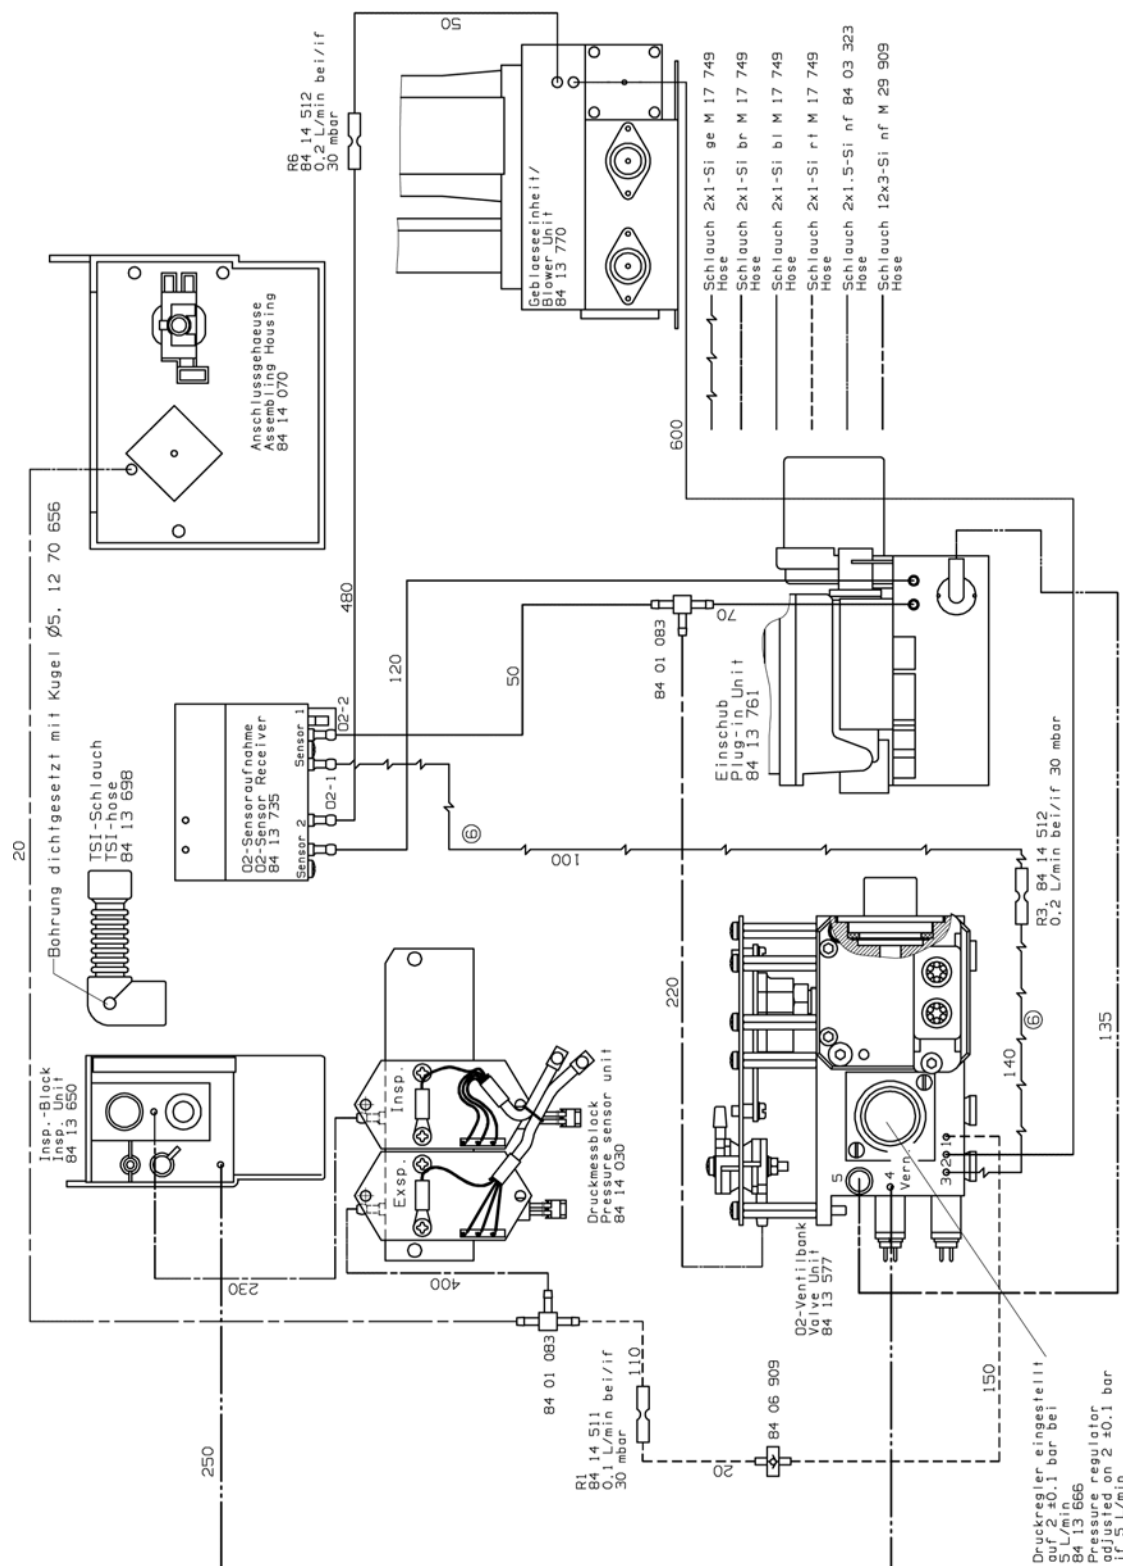 50
R6
84 14 512
0.2 L/min bei/if
30 mbar
Geblaeseeinheit/
Blower Unit
84 13 770
Schlauch 2x1-Si ge M 17 749
Hose
Schlauch 2x1-Si br M 17 749
Hose
Schlauch 2x1-Si bl M 17 749
Hose
Schlauch 2x1-Si rt M 17 749
Hose
Schlauch 2x1.5-Si nf 84 03 323
Hose
Schlauch 12x3-Si nf M 29 909
Hose
Anschlussgehaeuse
Assembling Housing
84 14 070
600
20
Bohrung dichtgesetzt mit Kugel Ø5. 12 70 656
TSI-Schlauch
TSI-hose
84 13 698
480
120
50
70
84 01 083
O2-Sensoraufnahme
O2-Sensor Receiver
84 13 735
Sensor 2
Sensor 1
O2-1
O2-2
Einschub
Plug-in Unit
84 13 761
6
100
R3. 84 14 512
0.2 L/min bei/if 30 mbar
Insp.-Block
Insp. Unit
84 13 650
Insp.
Exsp.
Druckmessblock
Pressure sensor unit
84 14 030
230
400
220
6
140
135
84 01 083
O2-Ventilbank
Valve Unit
84 13 577
5
4
Vern.
3
2
1
250
R1
84 14 511
0.1 L/min bei/if
30 mbar
110
20
84 06 909
150
Druckregler eingestellt
auf 2 ±0.1 bar bei
5 L/min
84 13 666
Pressure regulator
adjusted on 2 ±0.1 bar
if 5 L/min